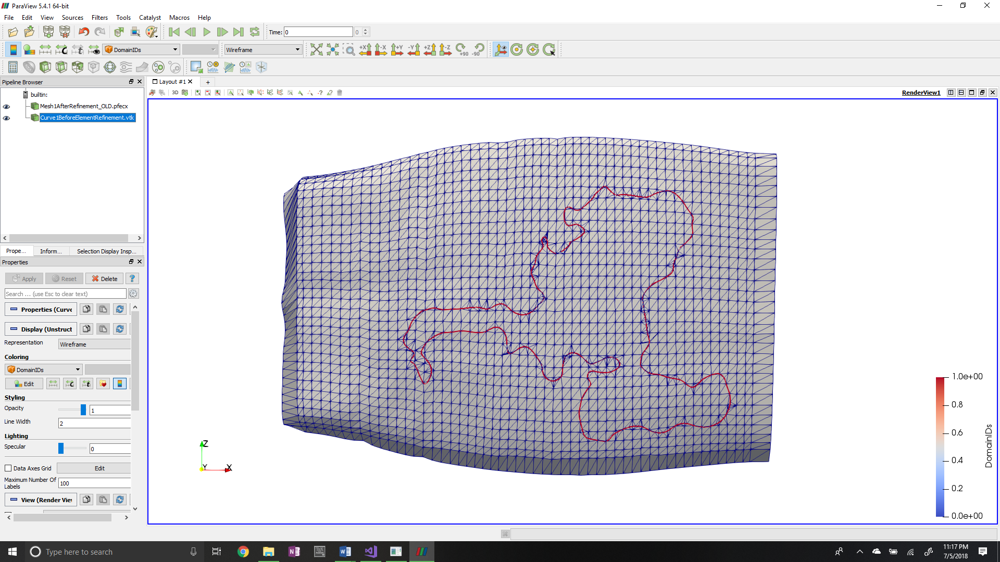 ParaView 5.4.1 64-bit
File Edit View Sources Filters Tools Catalyst Macros Help
Time: 0 0
DomainIDs Wireframe +X -X +Y -Y +Z -Z +90 -90
Pipeline Browser Layout #1 +
3D RenderView1
builtin:
Mesh1AfterRefinement_OLD.pfecx
Curve1BeforeElementRefinement.vtk
Prope... Inform... Selection Display Insp...
Properties
Apply Reset Delete ?
Search ... (use Esc to clear text)
Properties (Curve
Display (Unstruct
Representation Wireframe
Coloring
DomainIDs
Edit
Styling
Opacity 1
Line Width 2
Lighting
Specular 0
Data Axes Grid Edit
Maximum Number Of
Labels
100
View (Render Vie
Z
Y X
1.0e+00
0.8
0.6
0.4
0.2
0.0e+00
DomainIDs
Type here to search
11:17 PM
7/5/2018